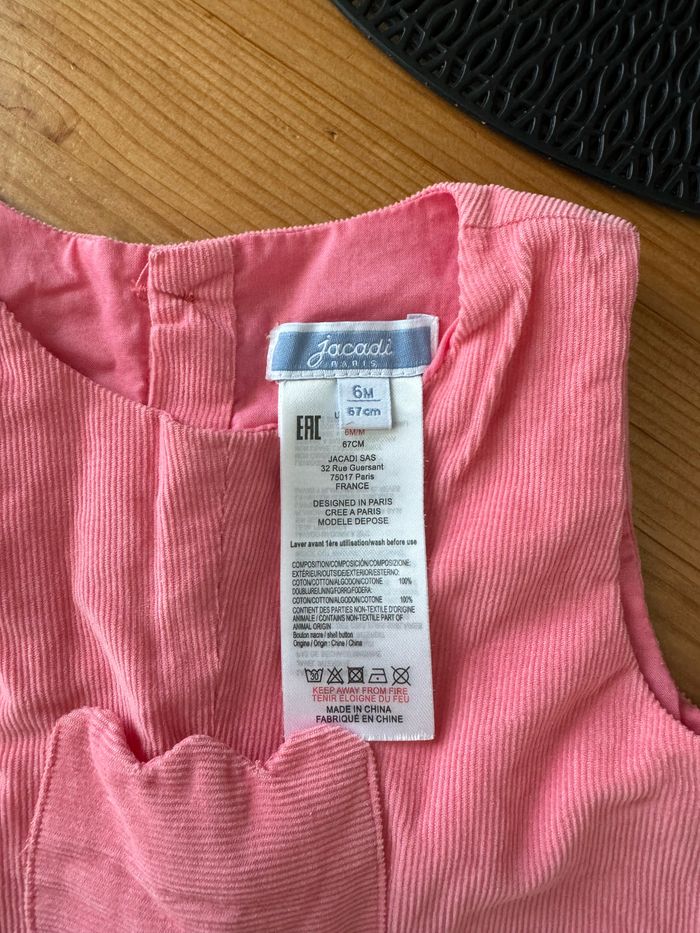 jacadi
PARIS
6M
67cm
EAC
6M/M
67CM
JACADI SAS
32 Rue Guersant
75017 Paris
FRANCE
DESIGNED IN PARIS
CREE A PARIS
MODELE DEPOSE
Laver avant 1ère utilisation/wash before use
COMPOSITION/COMPOSICIÓN/COMPOSIZIONE:
EXTÉRIEUR/OUTSIDE/EXTERIOR/ESTERNO:
COTON/COTTON/ALGODON/COTONE 100%
DOUBLURE/LINING/FORRO/FODERA:
COTON/COTTON/ALGODON/COTONE 100%
CONTIENT DES PARTIES NON-TEXTILE D'ORIGINE
ANIMALE / CONTAINS NON-TEXTILE PART OF
ANIMAL ORIGIN
Bouton nacre / shell button
Origine / Origin : Chine / China
30
KEEP AWAY FROM FIRE
TENIR ELOIGNE DU FEU
MADE IN CHINA
FABRIQUÉ EN CHINE